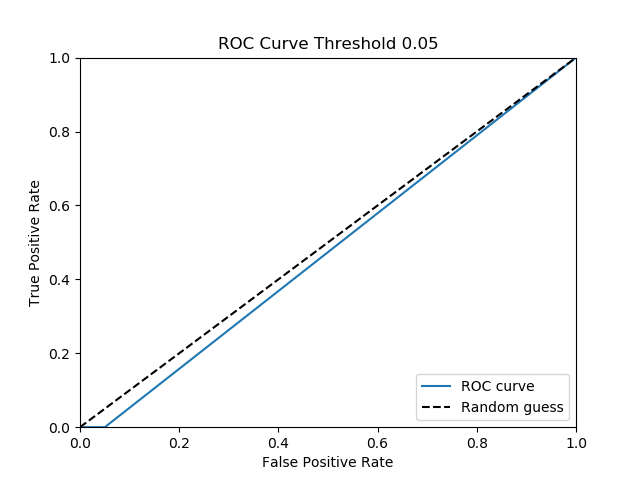 ROC Curve Threshold 0.05
1.0
0.8
0.6
0.4
0.2
0.0
True Positive Rate
ROC curve
Random guess
0.0 0.2 0.4 0.6 0.8 1.0
False Positive Rate